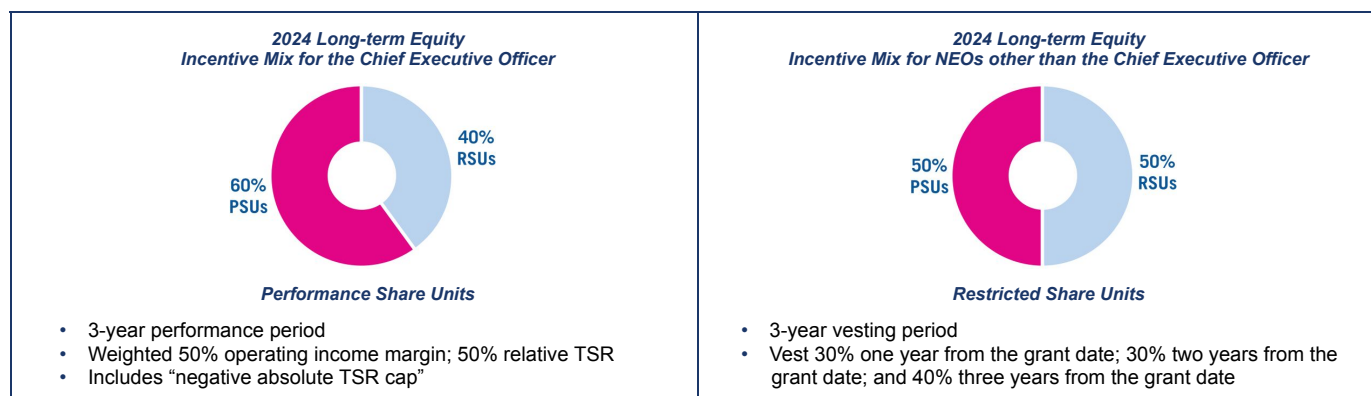 2024 Long-term Equity
Incentive Mix for the Chief Executive Officer
40%
RSUs
60%
PSUs
Performance Share Units
• 3-year performance period
• Weighted 50% operating income margin; 50% relative TSR
• Includes “negative absolute TSR cap”
2024 Long-term Equity
Incentive Mix for NEOs other than the Chief Executive Officer
50%
PSUs
50%
RSUs
Restricted Share Units
• 3-year vesting period
• Vest 30% one year from the grant date; 30% two years from the
grant date; and 40% three years from the grant date